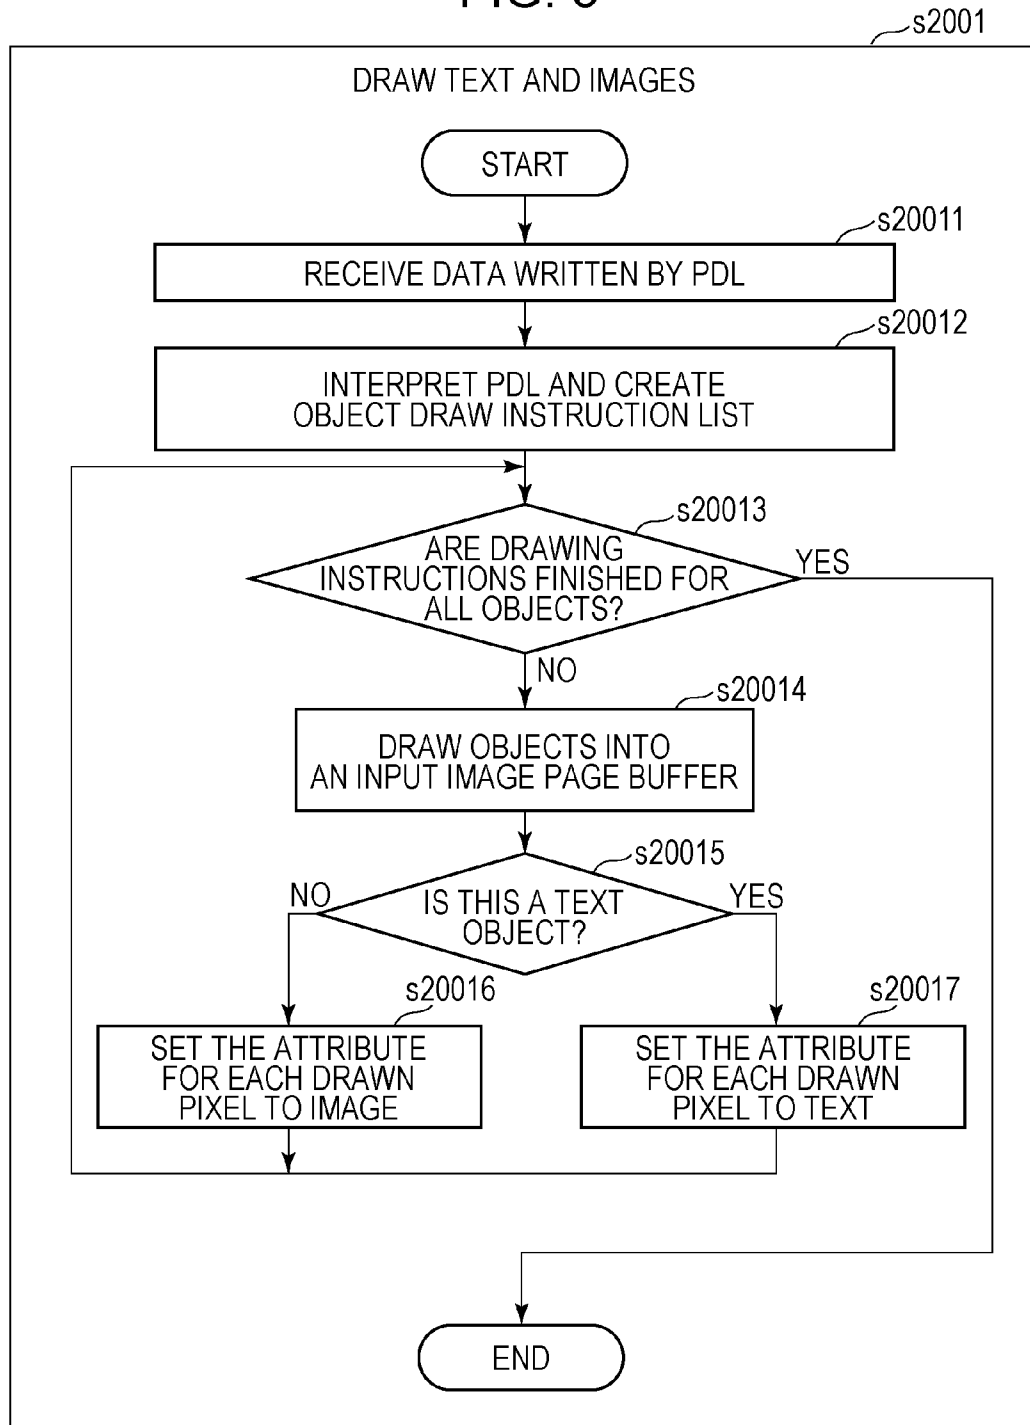 s2001
DRAW TEXT AND IMAGES
START
s20011
RECEIVE DATA WRITTEN BY PDL
s20012
INTERPRET PDL AND CREATE
OBJECT DRAW INSTRUCTION LIST
s20013
ARE DRAWING
INSTRUCTIONS FINISHED FOR
ALL OBJECTS?
YES
NO
s20014
DRAW OBJECTS INTO
AN INPUT IMAGE PAGE BUFFER
s20015
NO
IS THIS A TEXT
OBJECT?
YES
s20016
SET THE ATTRIBUTE
FOR EACH DRAWN
PIXEL TO IMAGE
s20017
SET THE ATTRIBUTE
FOR EACH DRAWN
PIXEL TO TEXT
END